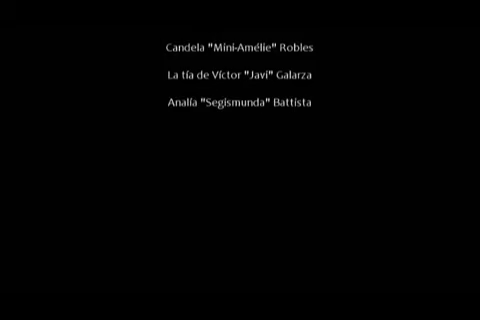 Candela "Mini-Amélie" Robles
La tía de Víctor "Javi" Galarza
Analía "Segismunda" Battista